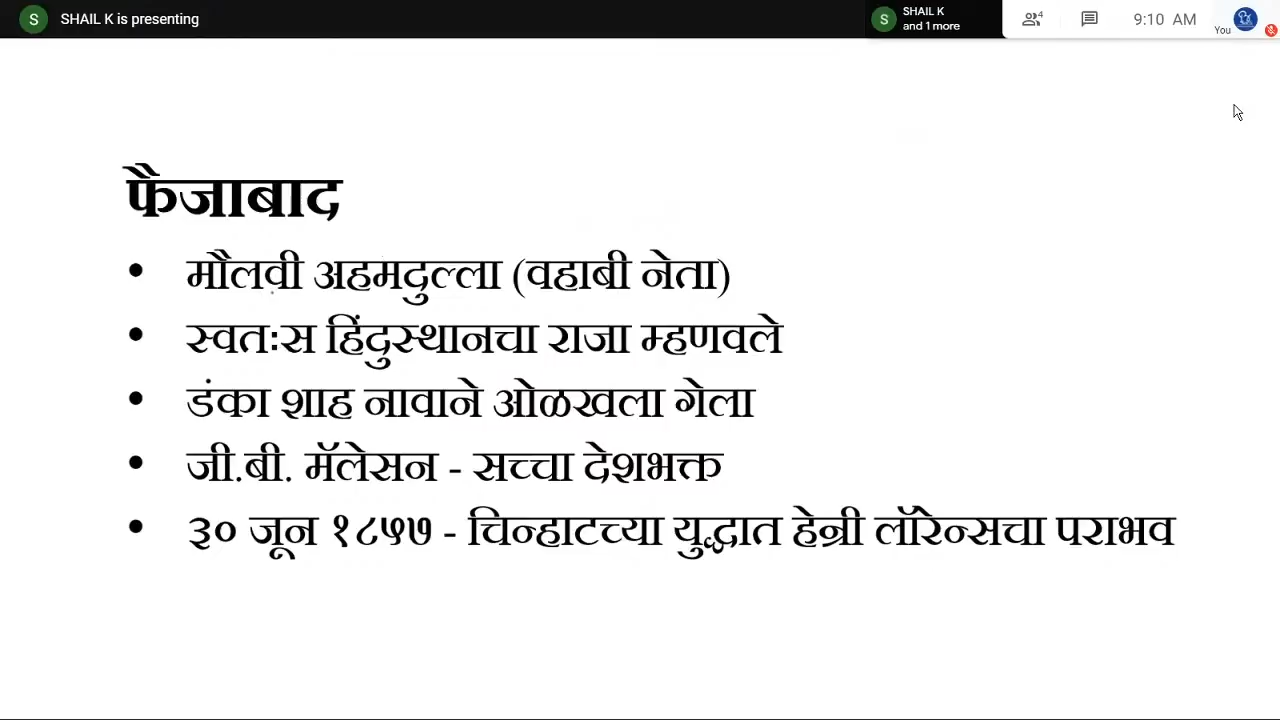 S SHAIL K is presenting
S SHAIL K
and 1 more
4
9:10 AM
You
फैजाबाद
• मौलवी अहमदुल्ला (वहाबी नेता)
• स्वतःस हिंदुस्थानचा राजा म्हणवले
• डंका शाह नावाने ओळखला गेला
• जी.बी. मॅलेसन - सच्चा देशभक्त
• ३० जून १८५७ - चिन्हाटच्या युद्धात हेन्री लॉरेन्सचा पराभव